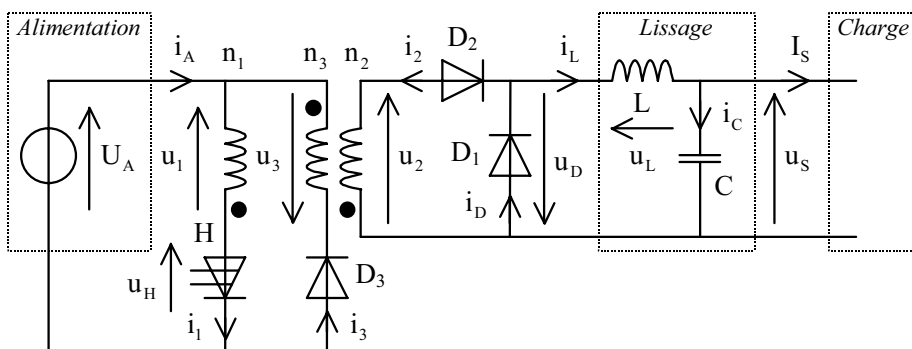 Alimentation
Lissage
Charge
i_A
n_1
n_3
n_2
i_2
D_2
i_L
I_S
U_A
u_1
u_3
u_2
D_1
u_D
L
u_L
i_C
C
u_S
H
i_D
u_H
D_3
i_1
i_3